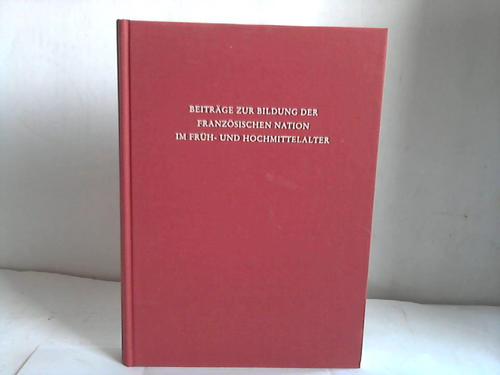 BEITRÄGE ZUR BILDUNG DER
FRANZÖSISCHEN NATION
IM FRÜH- UND HOCHMITTELALTER